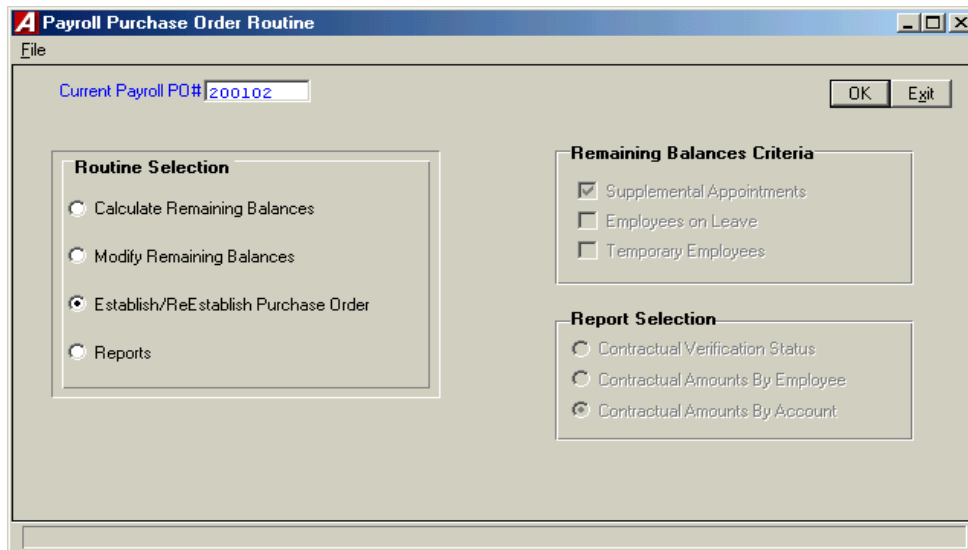 Payroll Purchase Order Routine
File
Current Payroll PO# 200102
OK
Exit
Routine Selection
Calculate Remaining Balances
Modify Remaining Balances
Establish/ReEstablish Purchase Order
Reports
Remaining Balances Criteria
Supplemental Appointments
Employees on Leave
Temporary Employees
Report Selection
Contractual Verification Status
Contractual Amounts By Employee
Contractual Amounts By Account